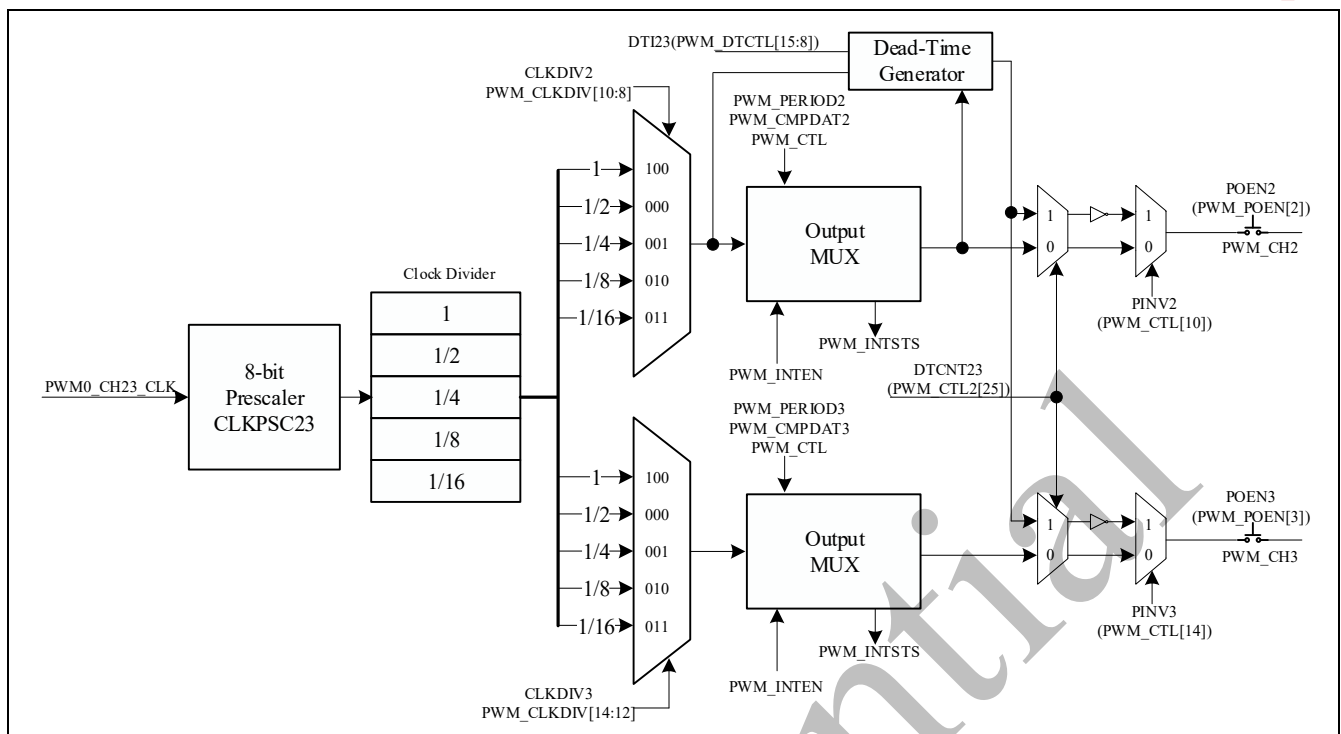 DTI23(PWM_DTCTL[15:8])
Dead-Time
Generator
CLKDIV2
PWM_CLKDIV[10:8]
PWM_PERIOD2
PWM_CMPDAT2
PWM_CTL
1
100
1/2
000
1/4
001
1/8
010
1/16
011
Output
MUX
PWM_INTEN
PWM_INTSTS
1
0
1
0
POEN2
(PWM_POEN[2])
PWM_CH2
PINV2
(PWM_CTL[10])
Clock Divider
1
1/2
1/4
1/8
1/16
PWM0_CH23_CLK
8-bit
Prescaler
CLKPSC23
DTCNT23
(PWM_CTL2[25])
PWM_PERIOD3
PWM_CMPDAT3
PWM_CTL
1
100
1/2
000
1/4
001
1/8
010
1/16
011
Output
MUX
PWM_INTEN
PWM_INTSTS
1
0
1
0
POEN3
(PWM_POEN[3])
PWM_CH3
PINV3
(PWM_CTL[14])
CLKDIV3
PWM_CLKDIV[14:12]
ntial